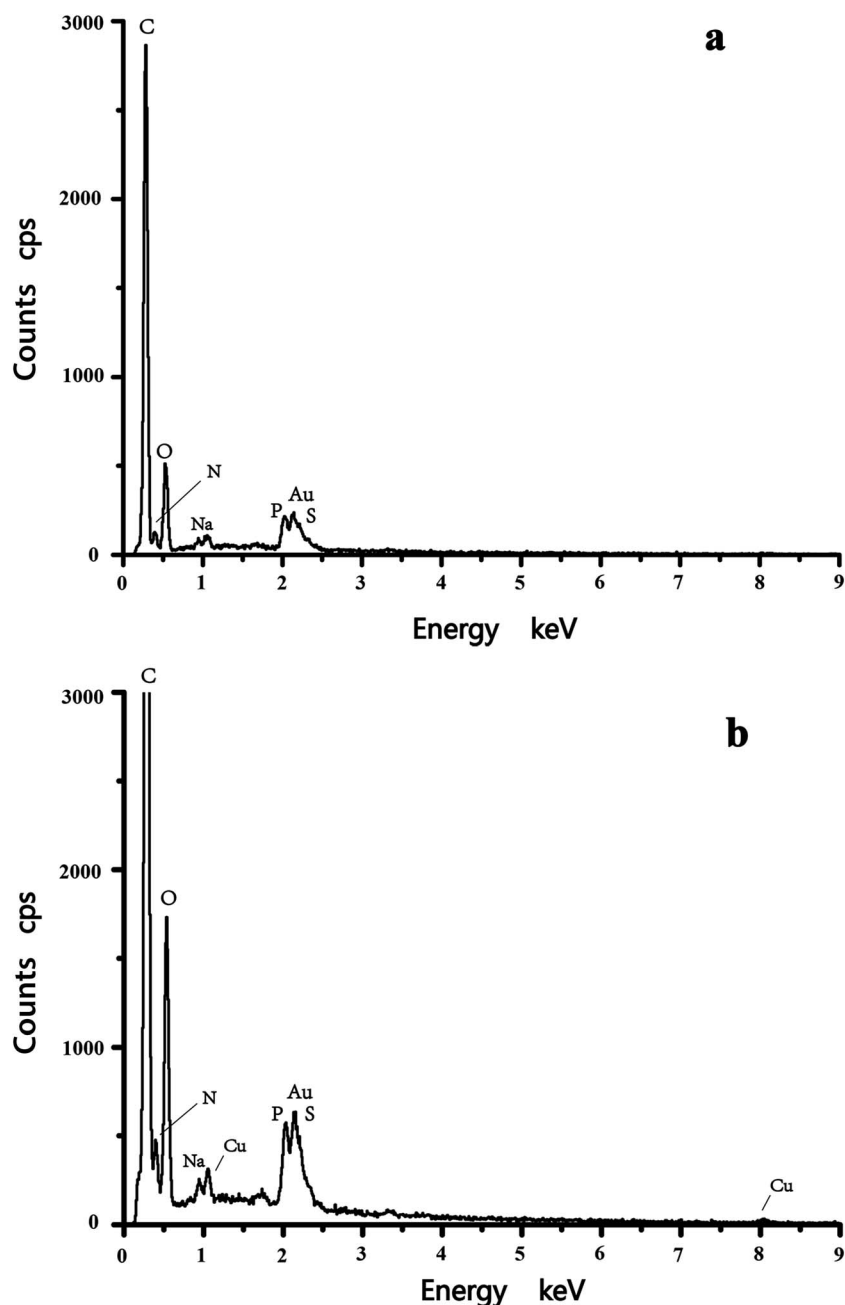 a
C
3000
2000
1000
0
Counts cps
O
N
Na
P
Au
S
0 1 2 3 4 5 6 7 8 9
Energy keV
b
C
3000
2000
1000
0
Counts cps
O
N
Na
Cu
P
Au
S
Cu
0 1 2 3 4 5 6 7 8 9
Energy keV